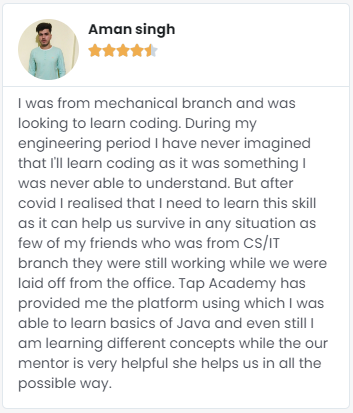 Aman singh
I was from mechanical branch and was
looking to learn coding. During my
engineering period I have never imagined
that I'll learn coding as it was something I
was never able to understand. But after
covid I realised that I need to learn this skill
as it can help us survive in any situation as
few of my friends who was from CS/IT
branch they were still working while we were
laid off from the office. Tap Academy has
provided me the platform using which I was
able to learn basics of Java and even still I
am learning different concepts while the our
mentor is very helpful she helps us in all the
possible way.